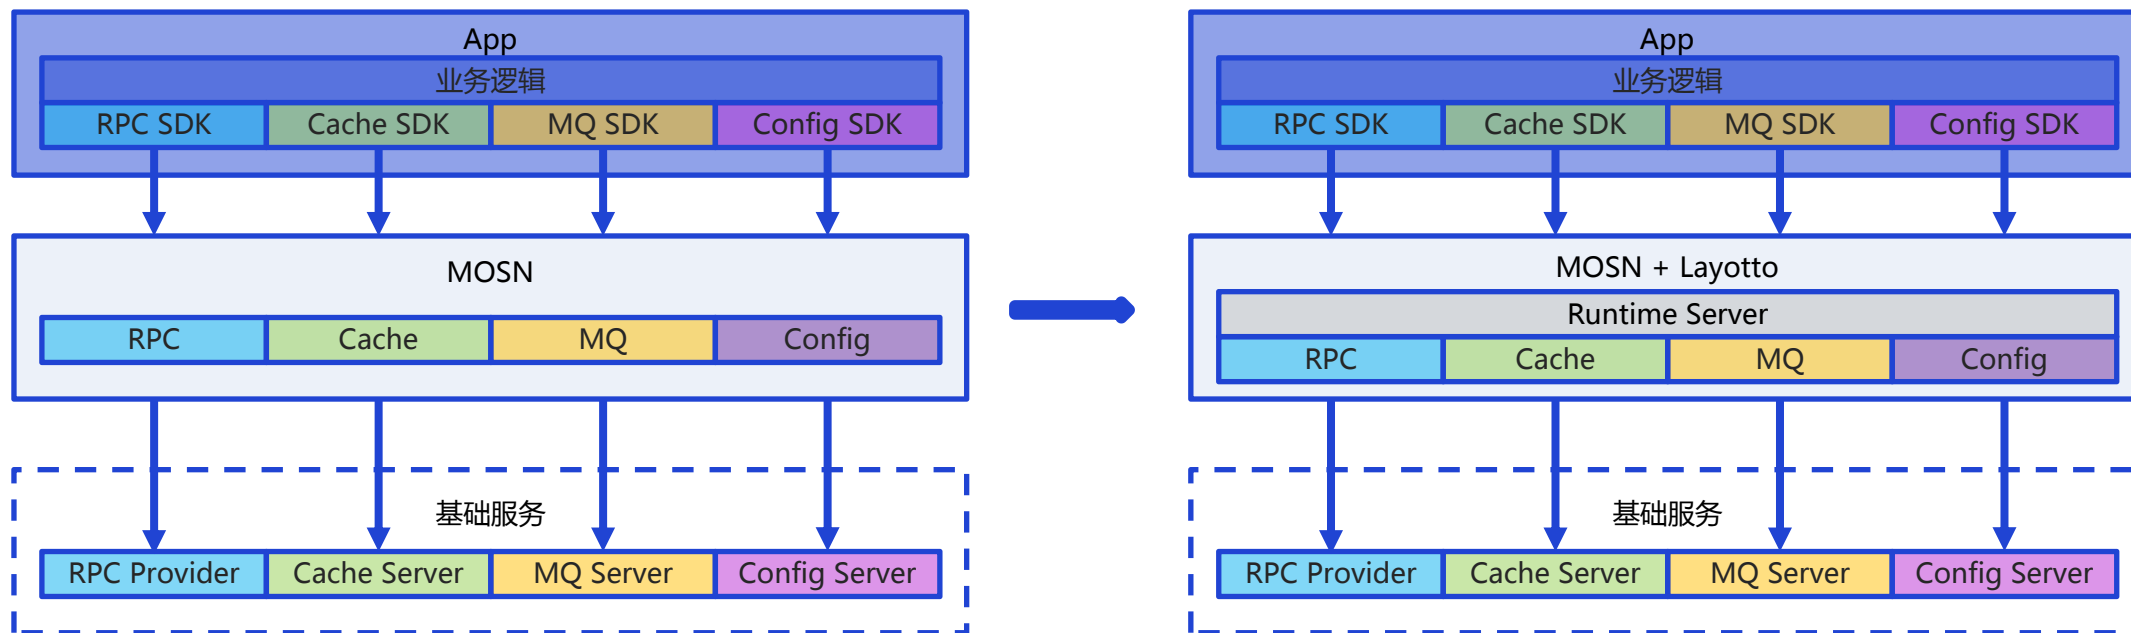 App
业务逻辑
RPC SDK
Cache SDK
MQ SDK
Config SDK
MOSN
RPC
Cache
MQ
Config
基础服务
RPC Provider
Cache Server
MQ Server
Config Server
App
业务逻辑
RPC SDK
Cache SDK
MQ SDK
Config SDK
MOSN + Layotto
Runtime Server
RPC
Cache
MQ
Config
基础服务
RPC Provider
Cache Server
MQ Server
Config Server